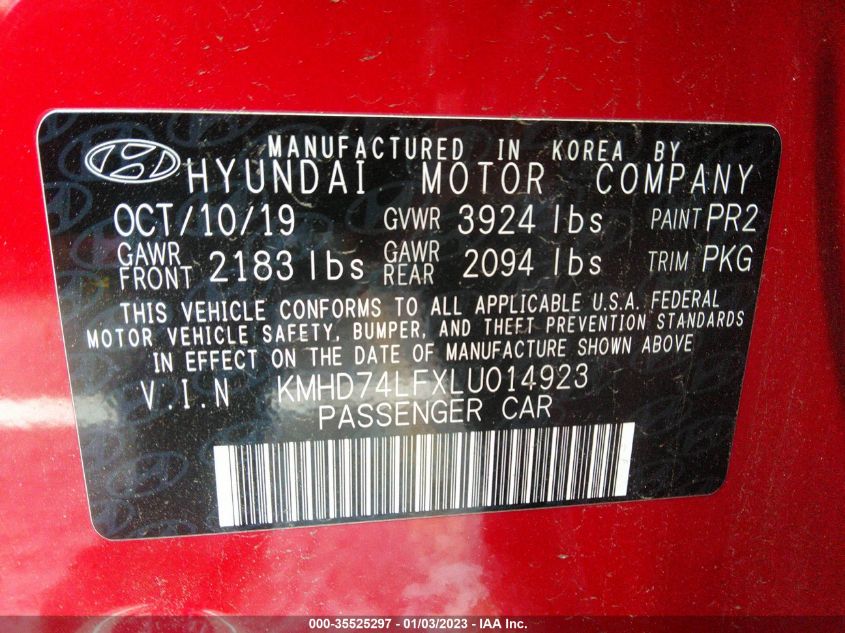 MANUFACTURED IN KOREA BY
HYUNDAI MOTOR COMPANY
OCT/10/19 GVWR 3924 lbs PAINT PR2
GAWR FRONT 2183 lbs GAWR REAR 2094 lbs TRIM PKG
THIS VEHICLE CONFORMS TO ALL APPLICABLE U.S.A. FEDERAL
MOTOR VEHICLE SAFETY, BUMPER, AND THEFT PREVENTION STANDARDS
IN EFFECT ON THE DATE OF MANUFACTURE SHOWN ABOVE
V.I.N KMHD74LFXLU014923
PASSENGER CAR
000-35525297 - 01/03/2023 - IAA Inc.